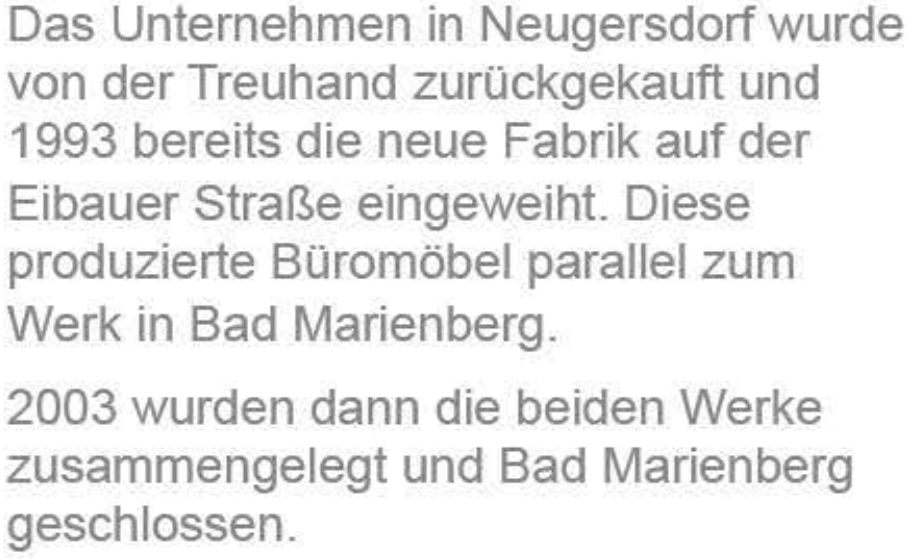 Das Unternehmen in Neugersdorf wurde
von der Treuhand zurückgekauft und
1993 bereits die neue Fabrik auf der
Eibauer Straße eingeweiht. Diese
produzierte Büromöbel parallel zum
Werk in Bad Marienberg.
2003 wurden dann die beiden Werke
zusammengelegt und Bad Marienberg
geschlossen.